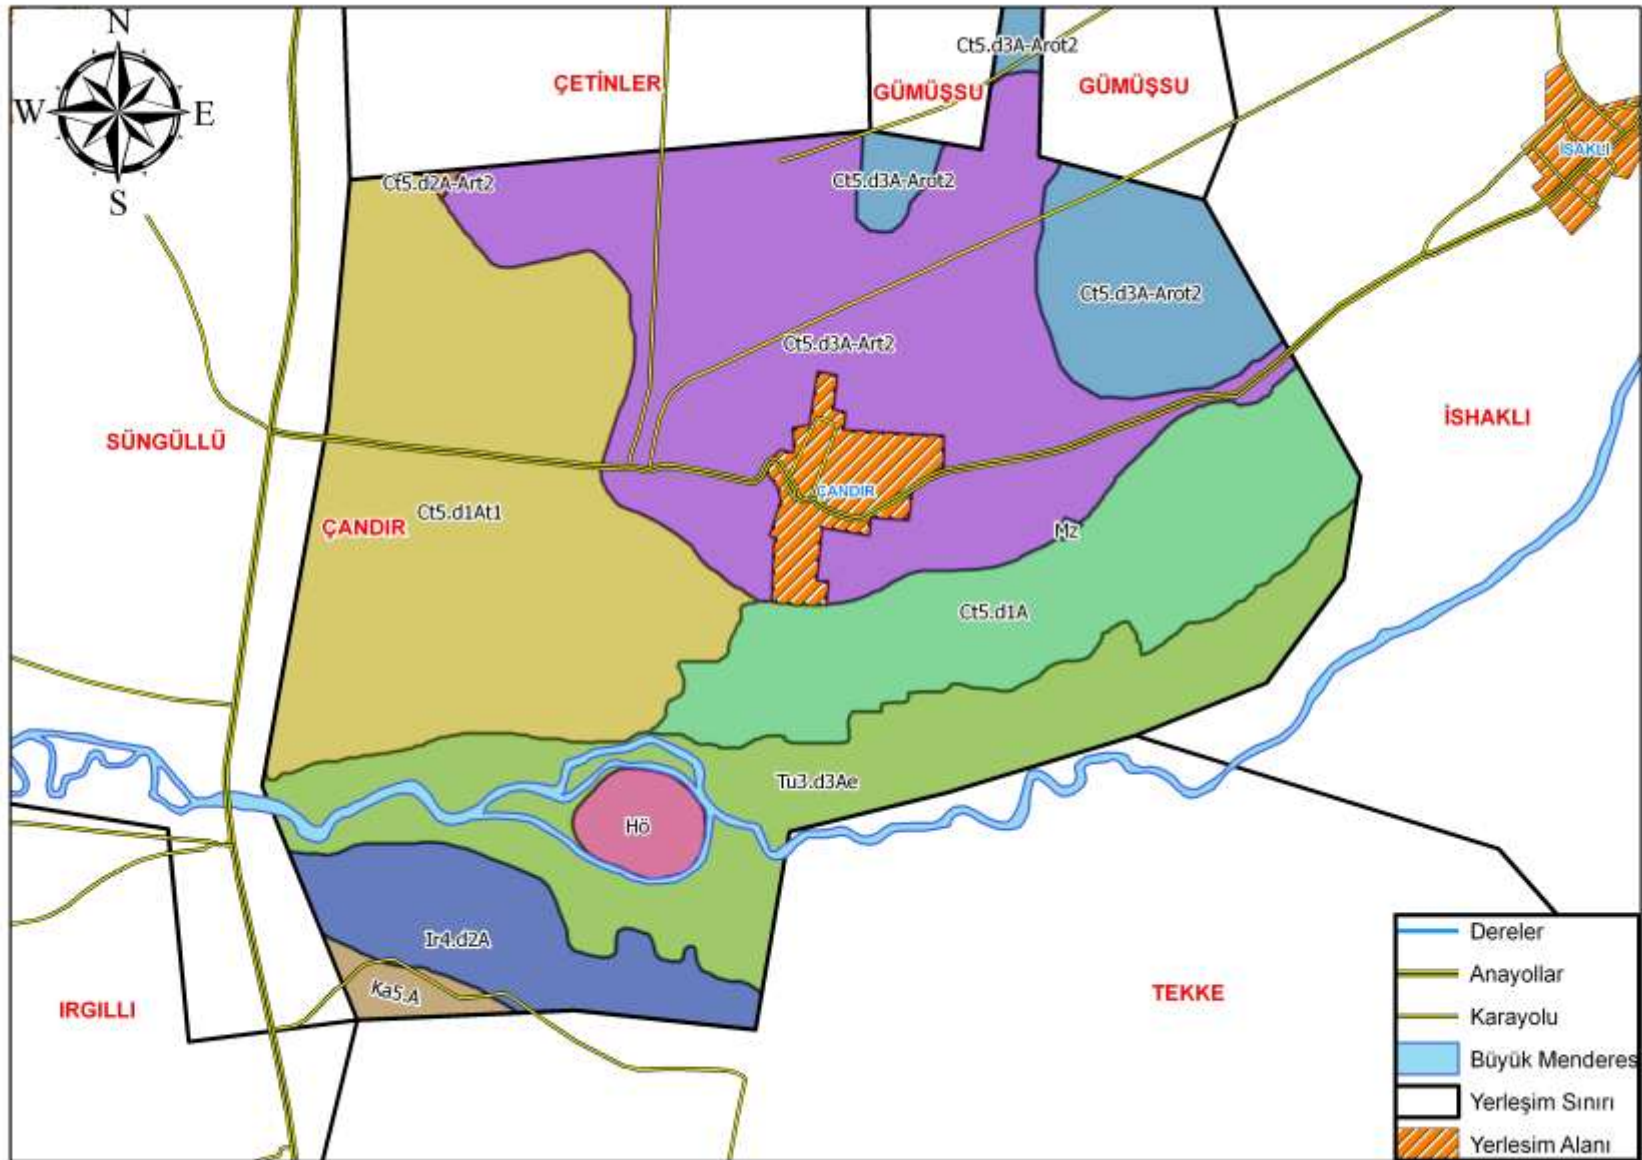 N
Ct5.d3A-Arot2
ÇETİNLER
GÜMÜŞSU
GÜMÜŞSU
W
E
S
İSAKLI
Ct5.d2A-Art2
Ct5.d3A-Arot2
Ct5.d3A-Arot2
Ct5.d3A-Art2
İSHAKLI
SÜNGÜLLÜ
ÇANDIR
Ct5.d1At1
ÇANDIR
Mz
Ct5.d1A
Tu3.d3Ae
Hö
Ir4.d2A
Ka5.A
IRGILLI
TEKKE
Dereler
Anayollar
Karayolu
Büyük Menderes
Yerleşim Sınırı
Yerlesim Alanı